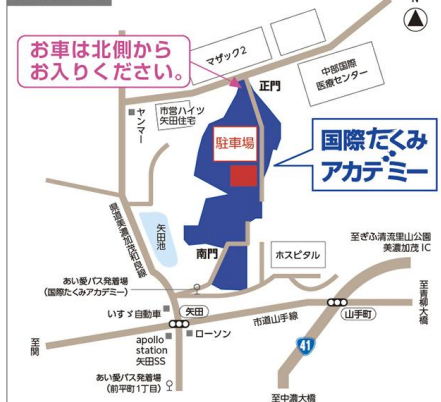 N
お車は北側から
お入りください。
マザック2
中部国際
医療センター
正門
ヤンマー
市営ハイツ
矢田住宅
駐車場
国際たくみ
アカデミー
県道美濃加茂和良線
矢田池
南門
ホスピタル
至ぎふ清流里山公園
美濃加茂IC
あい愛バス発着場
(国際たくみアカデミー)
至青柳大橋
いすゞ自動車
矢田
市道山手線
山手町
至関
apollo
station
矢田SS
ローソン
41
あい愛バス発着場
(前平町1丁目)
至中濃大橋